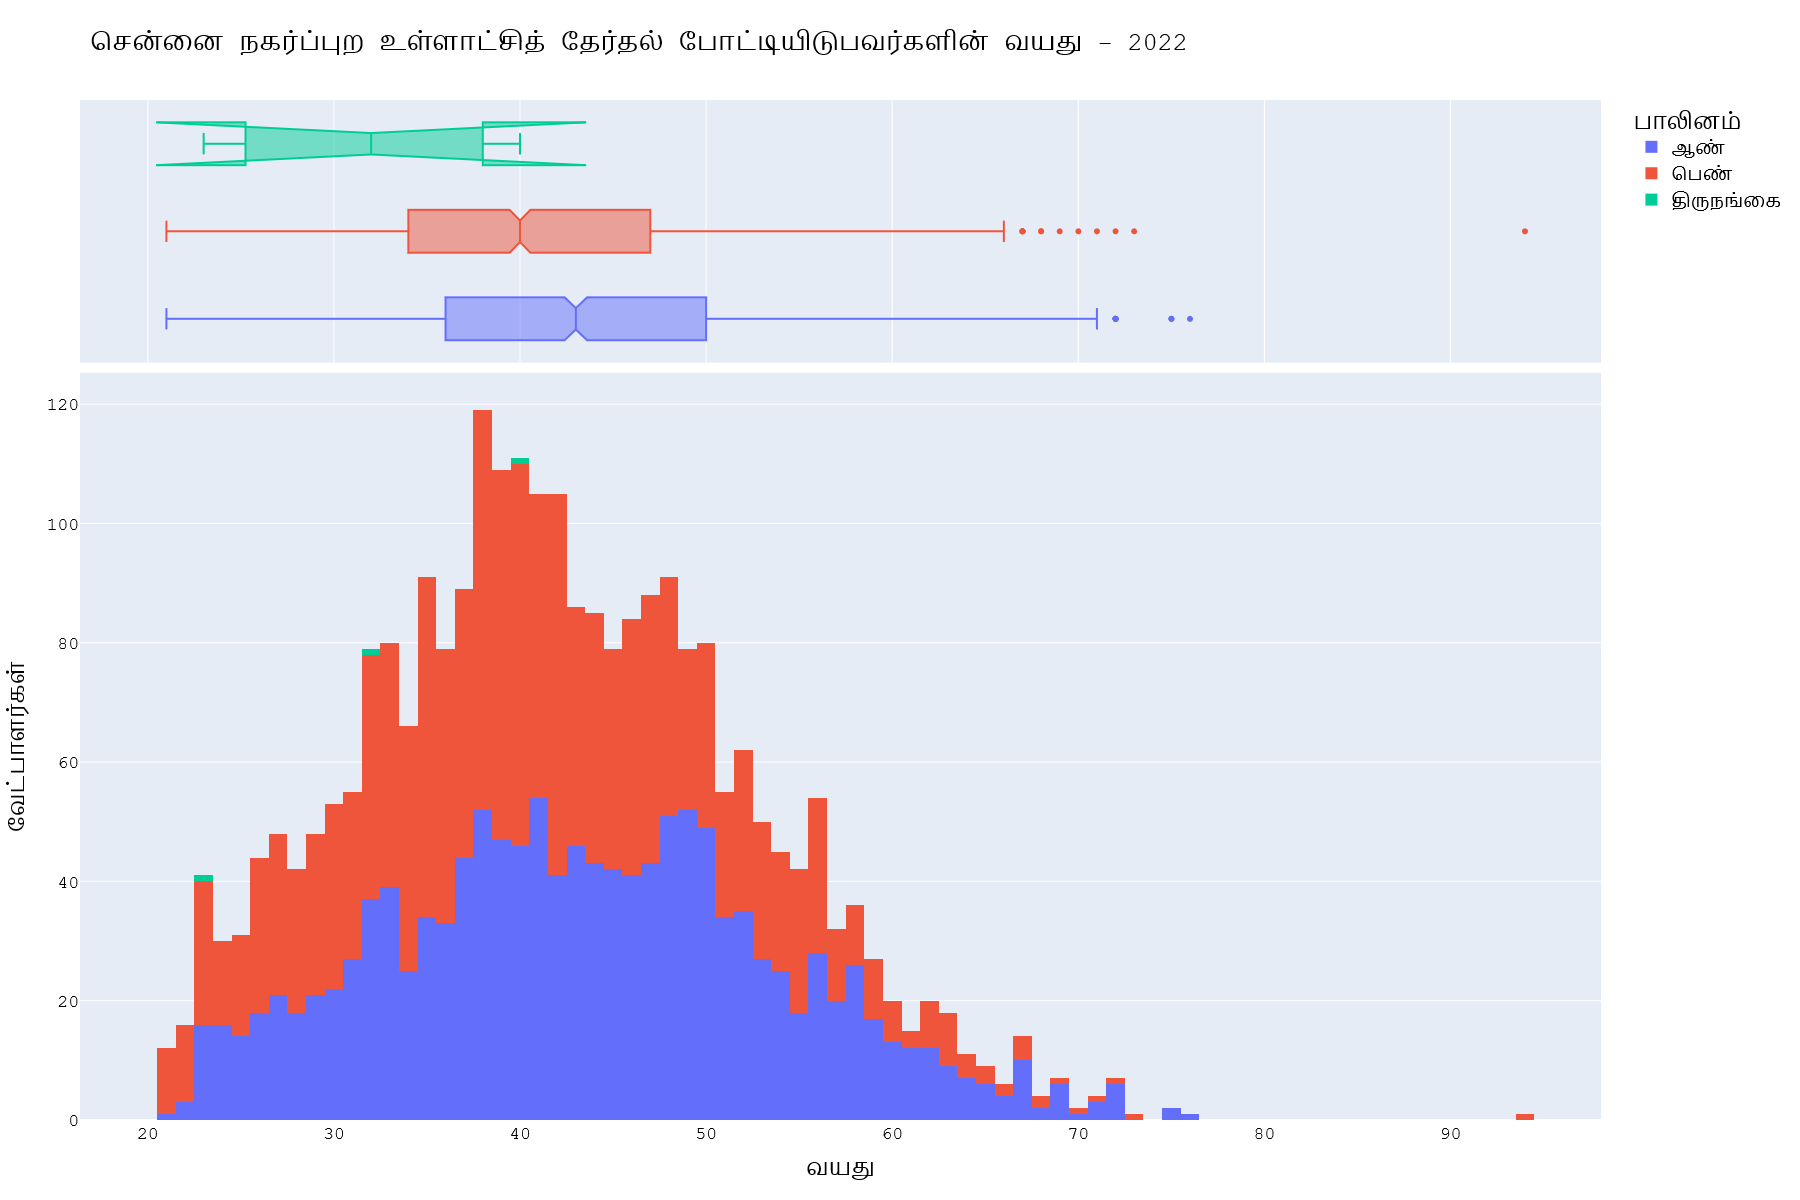 சென்னை நகர்ப்புற உள்ளாட்சித் தேர்தல் போட்டியிடுபவர்களின் வயது – 2022
பாலினம்
ஆண்
பெண்
திருநங்கை
வேட்பாளர்கள்
120
100
80
60
40
20
0
20 30 40 50 60 70 80 90
வயது